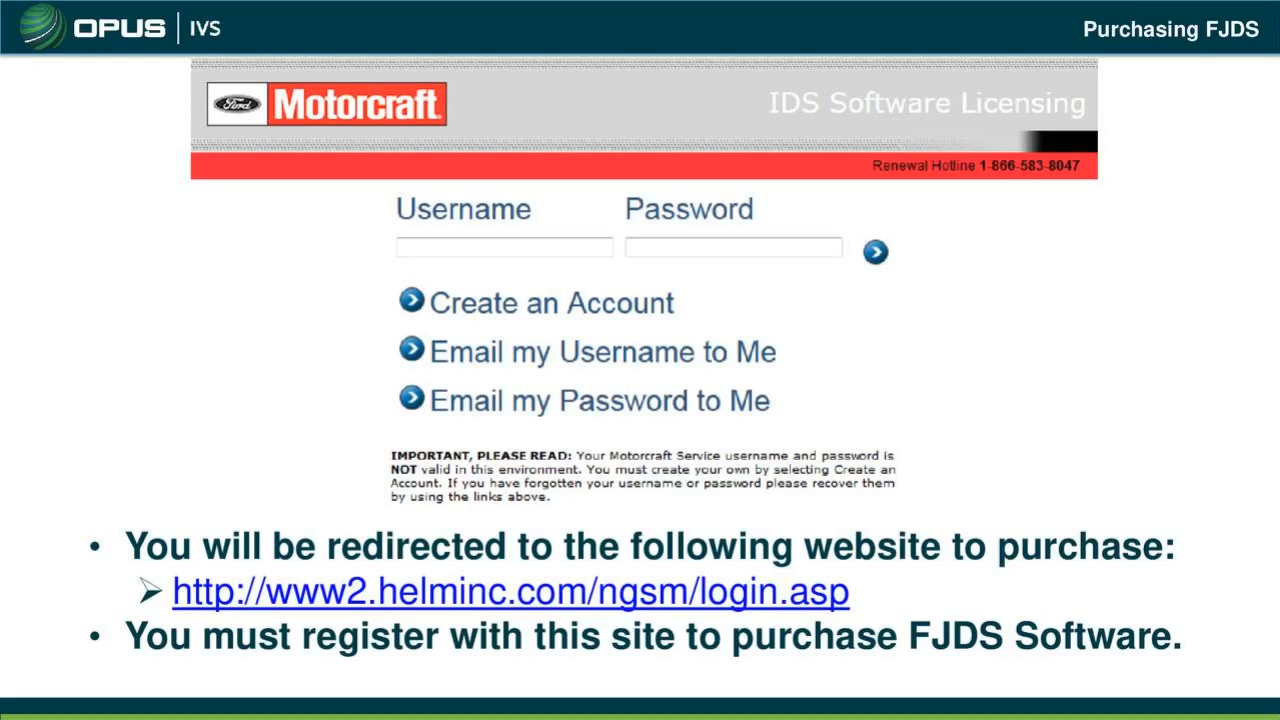 OPUS IVS
Purchasing FJDS
Ford Motorcraft
IDS Software Licensing
Renewal Hotline 1-866-583-8047
Username Password
Create an Account
Email my Username to Me
Email my Password to Me
IMPORTANT, PLEASE READ: Your Motorcraft Service username and password is
NOT valid in this environment. You must create your own by selecting Create an
Account. If you have forgotten your username or password please recover them
by using the links above.
• You will be redirected to the following website to purchase:
➢ http://www2.helminc.com/ngsm/login.asp
• You must register with this site to purchase FJDS Software.